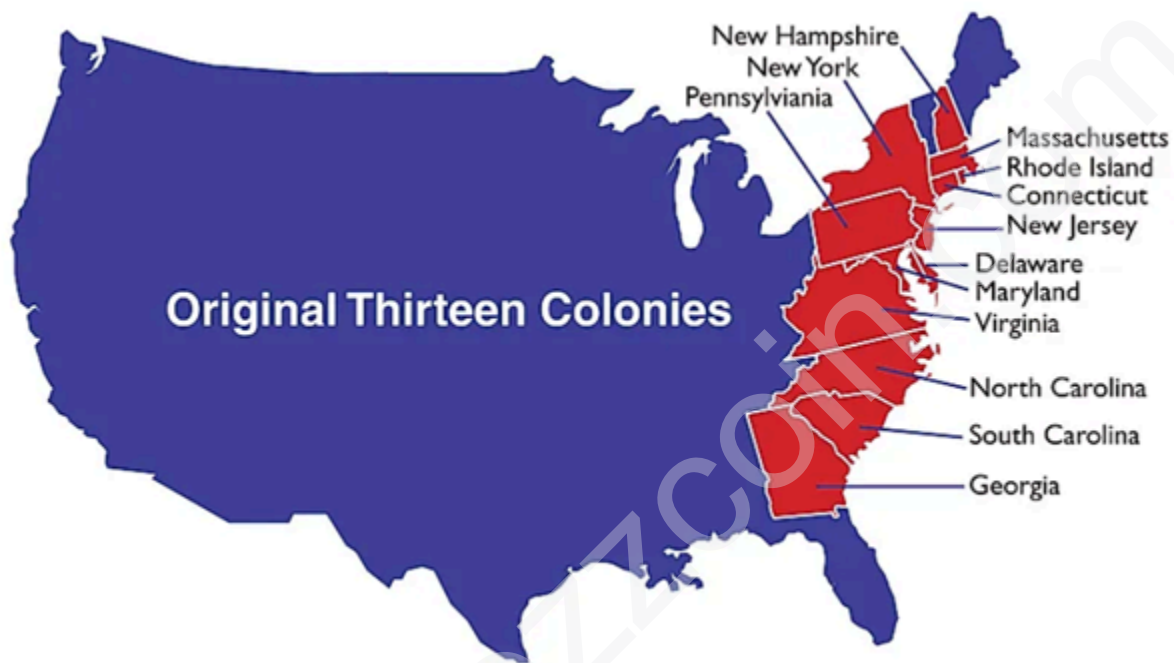 New Hampshire
New York
Pennsylviania
Massachusetts
Rhode Island
Connecticut
New Jersey
Delaware
Maryland
Virginia
Original Thirteen Colonies
North Carolina
South Carolina
Georgia